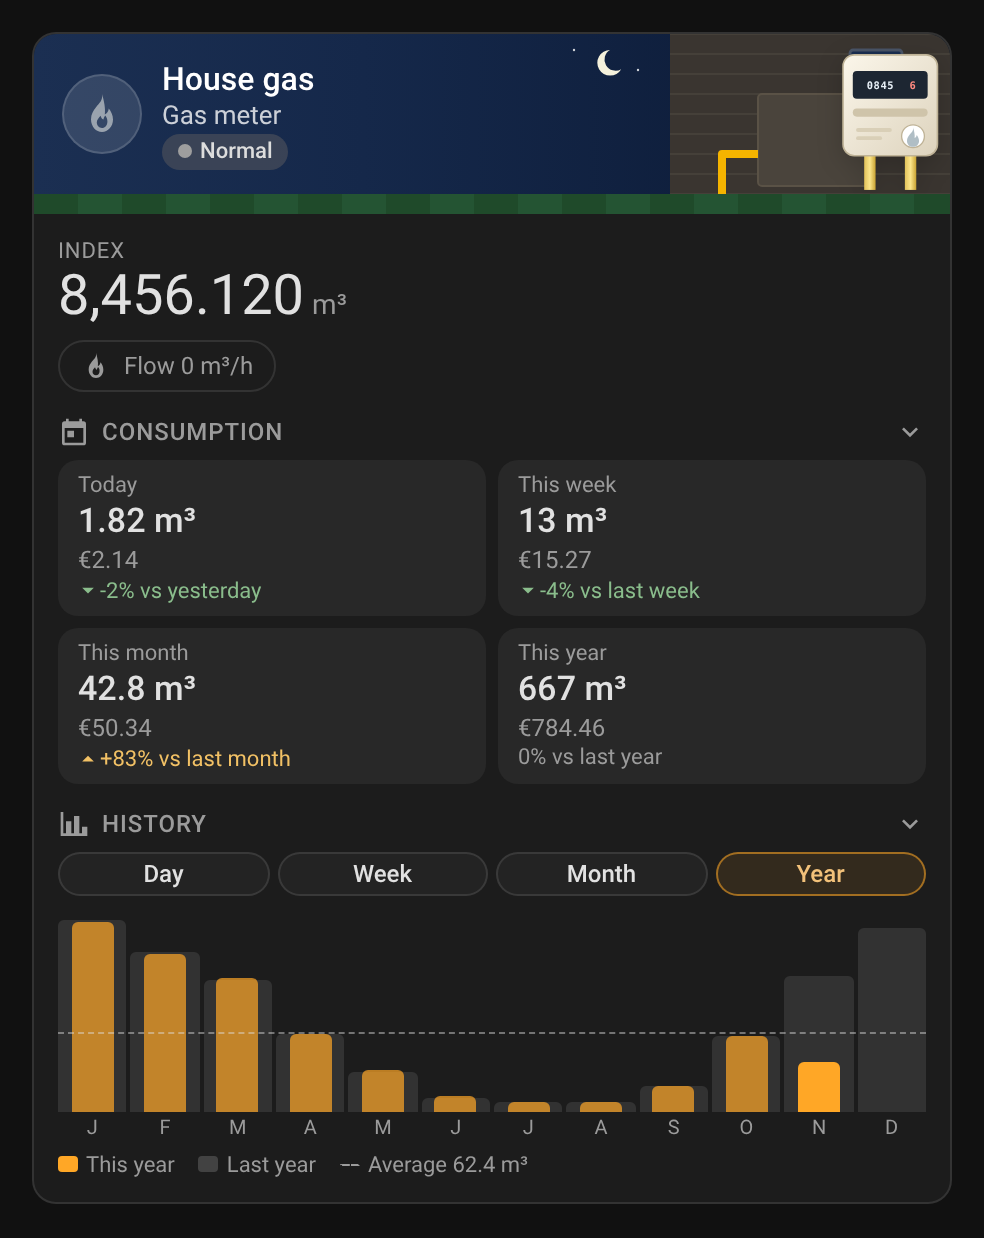 House gas
Gas meter
Normal
0845 6
INDEX
8,456.120 m³
Flow 0 m³/h
CONSUMPTION
Today
1.82 m³
€2.14
-2% vs yesterday
This week
13 m³
€15.27
-4% vs last week
This month
42.8 m³
€50.34
+83% vs last month
This year
667 m³
€784.46
0% vs last year
HISTORY
Day Week Month Year
J F M A M J J A S O N D
This year Last year Average 62.4 m³